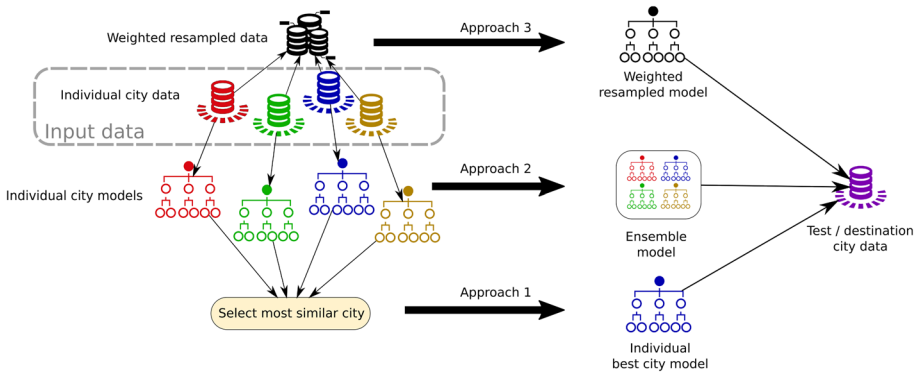 Weighted resampled data
Approach 3
Weighted
resampled model
Individual city data
Input data
Individual city models
Approach 2
Ensemble
model
Test / destination
city data
Select most similar city
Approach 1
Individual
best city model